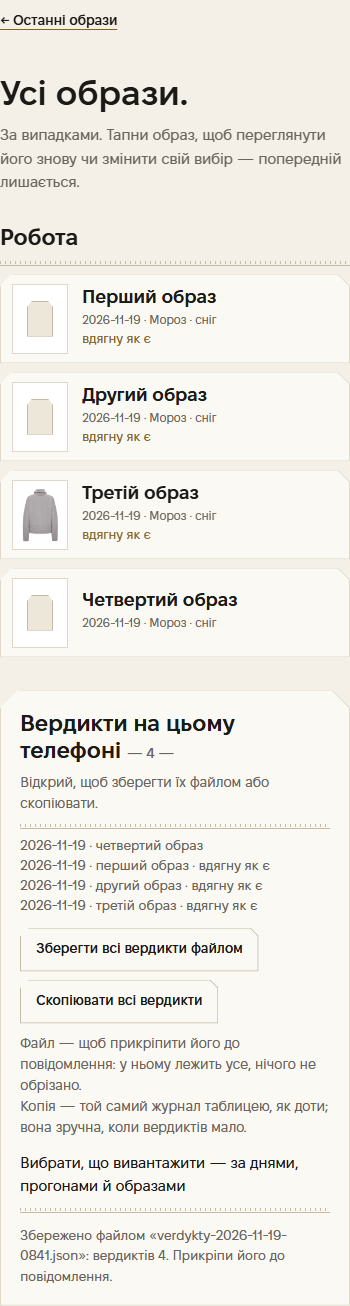 ← Останні образи
Усі образи.
За випадками. Тапни образ, щоб переглянути
його знову чи змінити свій вибір — попередній
лишається.
Робота
Перший образ
2026-11-19 · Мороз · сніг
вдягну як є
Другий образ
2026-11-19 · Мороз · сніг
вдягну як є
Третій образ
2026-11-19 · Мороз · сніг
вдягну як є
Четвертий образ
2026-11-19 · Мороз · сніг
Вердикти на цьому
телефоні — 4 —
Відкрий, щоб зберегти їх файлом або
скопіювати.
2026-11-19 · четвертий образ
2026-11-19 · перший образ · вдягну як є
2026-11-19 · другий образ · вдягну як є
2026-11-19 · третій образ · вдягну як є
Зберегти всі вердикти файлом
Скопіювати всі вердикти
Файл — щоб прикріпити його до
повідомлення: у ньому лежить усе, нічого не
обрізано.
Копія — той самий журнал таблицею, як доти;
вона зручна, коли вердиктів мало.
Вибрати, що вивантажити — за днями,
прогонами й образами
Збережено файлом «verdykty-2026-11-19-
0841.json»: вердиктів 4. Прикріпи його до
повідомлення.